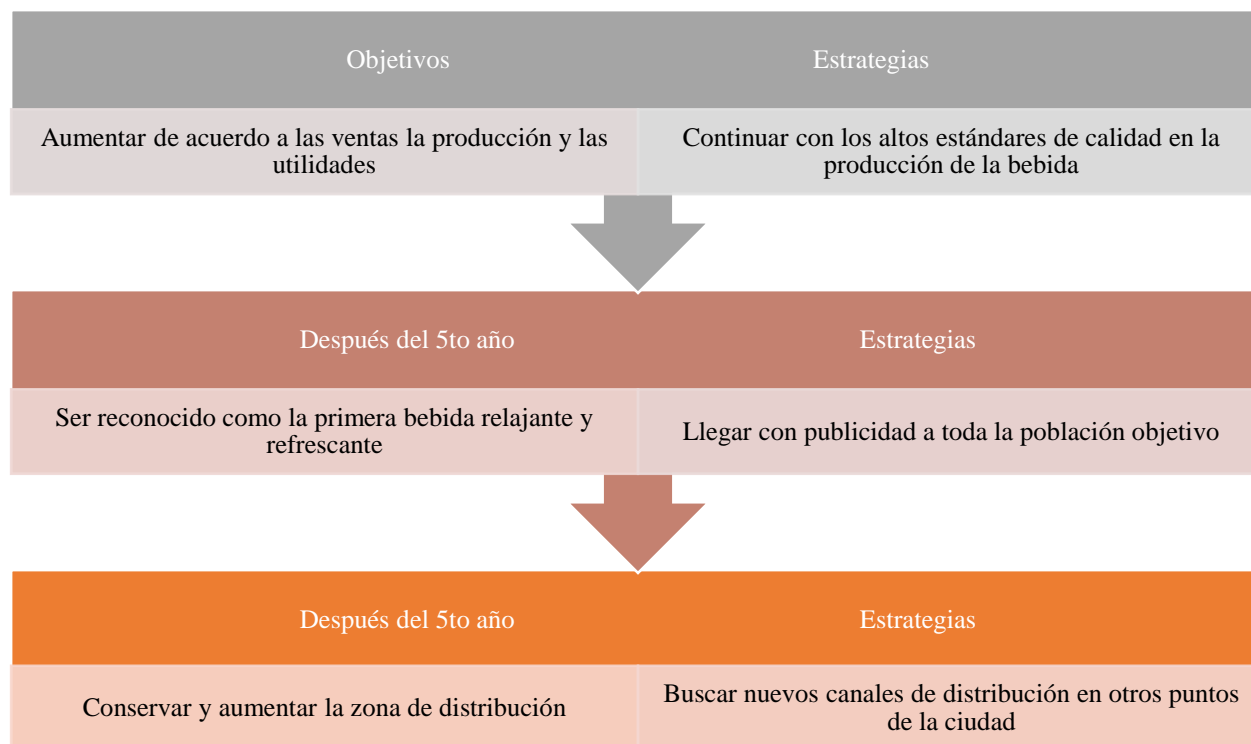 Objetivos
Estrategias
Aumentar de acuerdo a las ventas la producción y las
utilidades
Continuar con los altos estándares de calidad en la
producción de la bebida
Después del 5to año
Estrategias
Ser reconocido como la primera bebida relajante y
refrescante
Llegar con publicidad a toda la población objetivo
Después del 5to año
Estrategias
Conservar y aumentar la zona de distribución
Buscar nuevos canales de distribución en otros puntos
de la ciudad